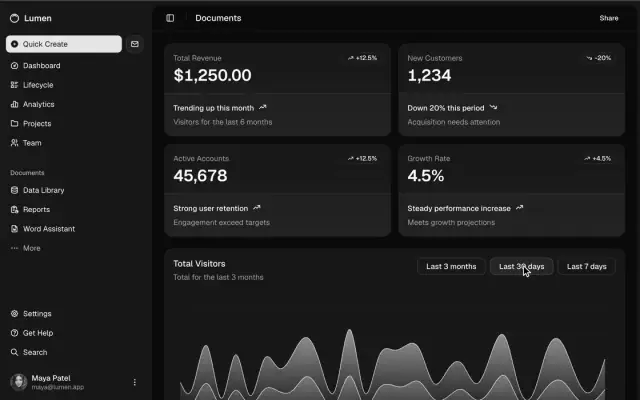 Lumen
Quick Create
Dashboard
Lifecycle
Analytics
Projects
Team
Documents
Data Library
Reports
Word Assistant
More
Settings
Get Help
Search
Maya Patel
maya@lumen.app
Documents
Share
Total Revenue
+12.5%
$1,250.00
Trending up this month
Visitors for the last 6 months
New Customers
-20%
1,234
Down 20% this period
Acquisition needs attention
Active Accounts
+12.5%
45,678
Strong user retention
Engagement exceed targets
Growth Rate
+4.5%
4.5%
Steady performance increase
Meets growth projections
Total Visitors
Total for the last 3 months
Last 3 months
Last 30 days
Last 7 days